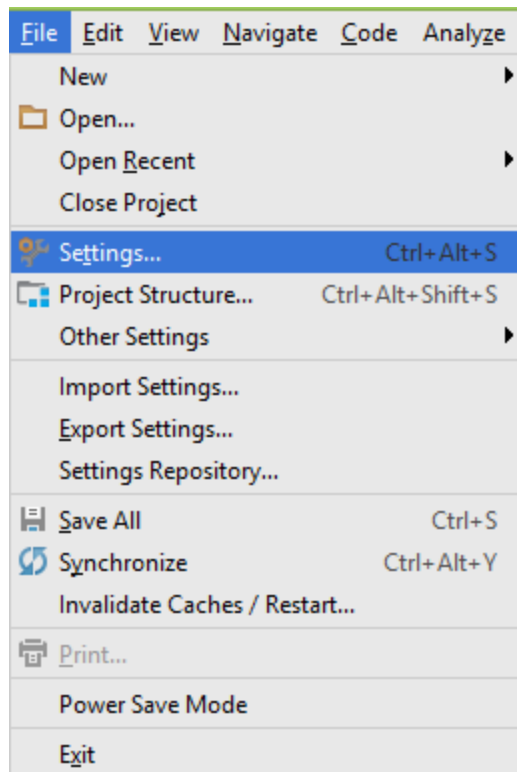 File Edit View Navigate Code Analyze
New
Open...
Open Recent
Close Project
Settings... Ctrl+Alt+S
Project Structure... Ctrl+Alt+Shift+S
Other Settings
Import Settings...
Export Settings...
Settings Repository...
Save All Ctrl+S
Synchronize Ctrl+Alt+Y
Invalidate Caches / Restart...
Print...
Power Save Mode
Exit